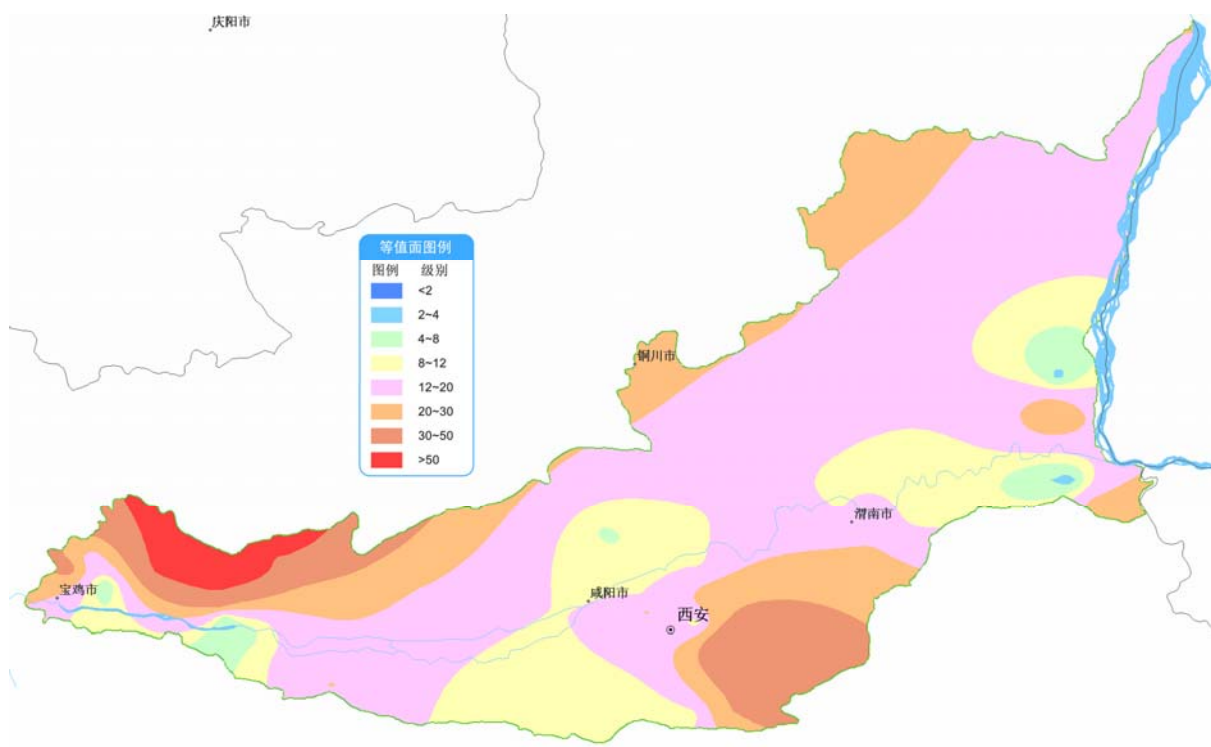 庆阳市
等值面图例
图例 级别
<2
2~4
4~8
8~12
12~20
20~30
30~50
>50
铜川市
渭南市
宝鸡市
咸阳市
西安